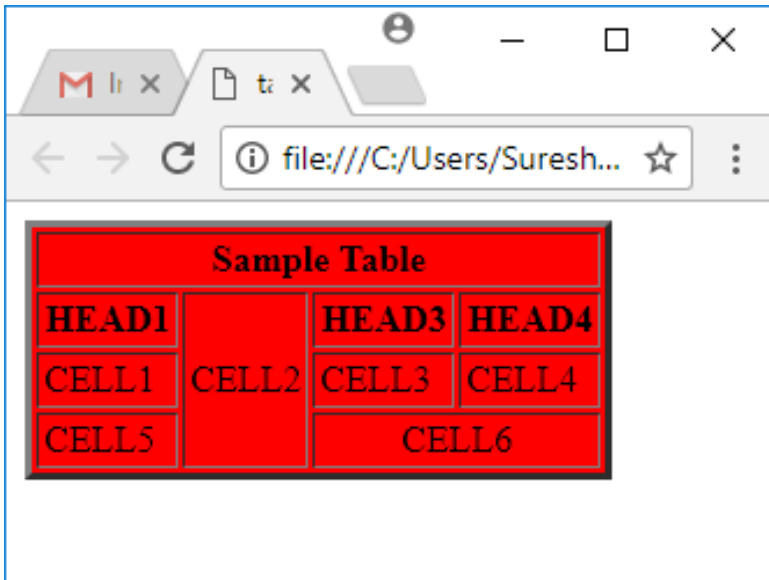 file:///C:/Users/Suresh...
Sample Table
HEAD1 HEAD3 HEAD4
CELL1 CELL2 CELL3 CELL4
CELL5 CELL6